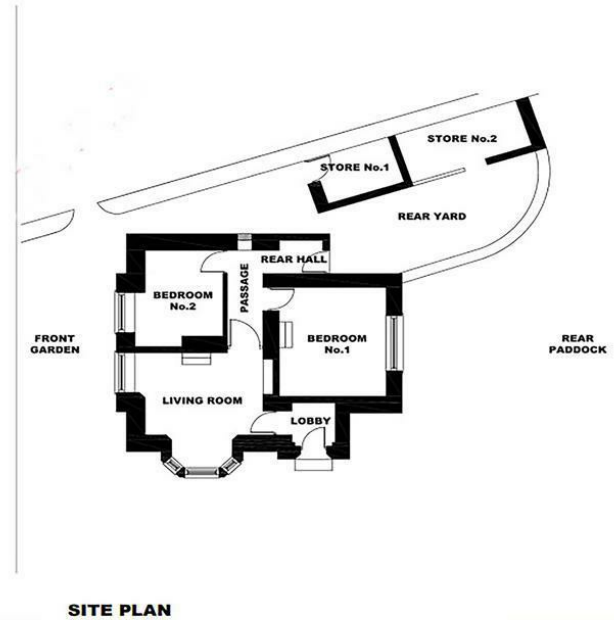 STORE No.2
STORE No.1
REAR YARD
REAR HALL
PASSAGE
BEDROOM
No.2
FRONT
GARDEN
BEDROOM
No.1
REAR
PADDOCK
LIVING ROOM
LOBBY
SITE PLAN